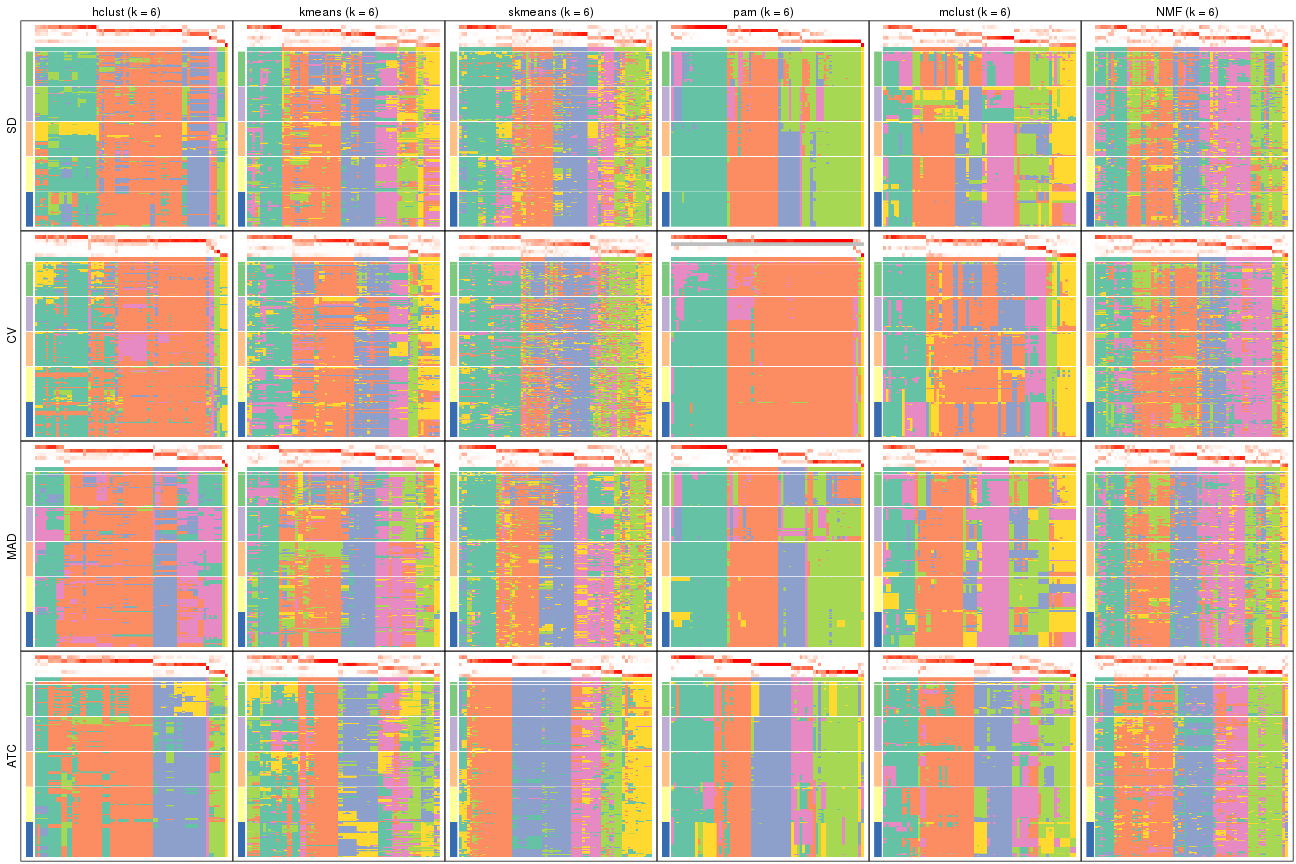 hclust (k = 6) kmeans (k = 6) skmeans (k = 6) pam (k = 6) mclust (k = 6) NMF (k = 6)
SD
CV
MAD
ATC